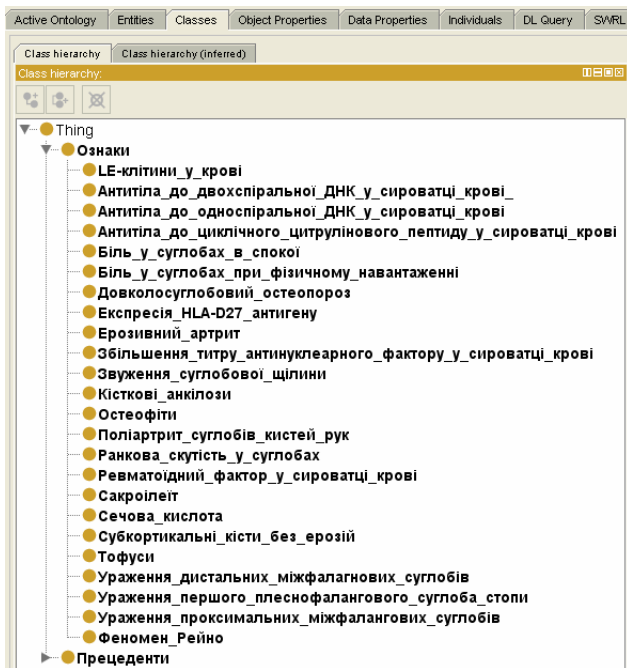 Active Ontology Entities Classes Object Properties Data Properties Individuals DL Query SWRL
Class hierarchy Class hierarchy (inferred)
Class hierarchy:
Thing
Ознаки
LE-клітини_у_крові
Антитіла_до_двохспіральної_ДНК_у_сироватці_крові_
Антитіла_до_односпіральної_ДНК_у_сироватці_крові
Антитіла_до_циклічного_цитрулінового_пептиду_у_сироватці_крові
Біль_у_суглобах_в_спокої
Біль_у_суглобах_при_фізичному_навантаженні
Довколосуглобовий_остеопороз
Експресія_HLA-D27_антигену
Ерозивний_артрит
Збільшення_титру_антинуклеарного_фактору_у_сироватці_крові
Звуження_суглобової_щілини
Кісткові_анкілози
Остеофіти
Поліартрит_суглобів_кистей_рук
Ранкова_скутість_у_суглобах
Ревматоїдний_фактор_у_сироватці_крові
Сакроілеїт
Сечова_кислота
Субкортикальні_кісти_без_ерозій
Тофуси
Ураження_дистальних_міжфалагнових_суглобів
Ураження_першого_плеснофалангового_суглоба_стопи
Ураження_проксимальних_міжфалангових_суглобів
Феномен_Рейно
Прецеденти